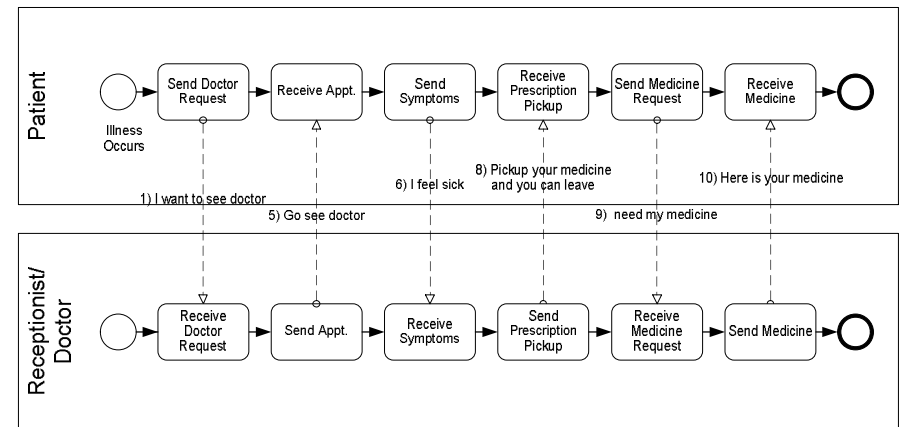 Patient
Send Doctor
Request
Receive Appt.
Send
Symptoms
Receive
Prescription
Pickup
Send Medicine
Request
Receive
Medicine
Illness
Occurs
1) I want to see doctor
5) Go see doctor
6) I feel sick
8) Pickup your medicine
and you can leave
9) need my medicine
10) Here is your medicine
Receptionist/
Doctor
Receive
Doctor
Request
Send Appt.
Receive
Symptoms
Send
Prescription
Pickup
Receive
Medicine
Request
Send Medicine